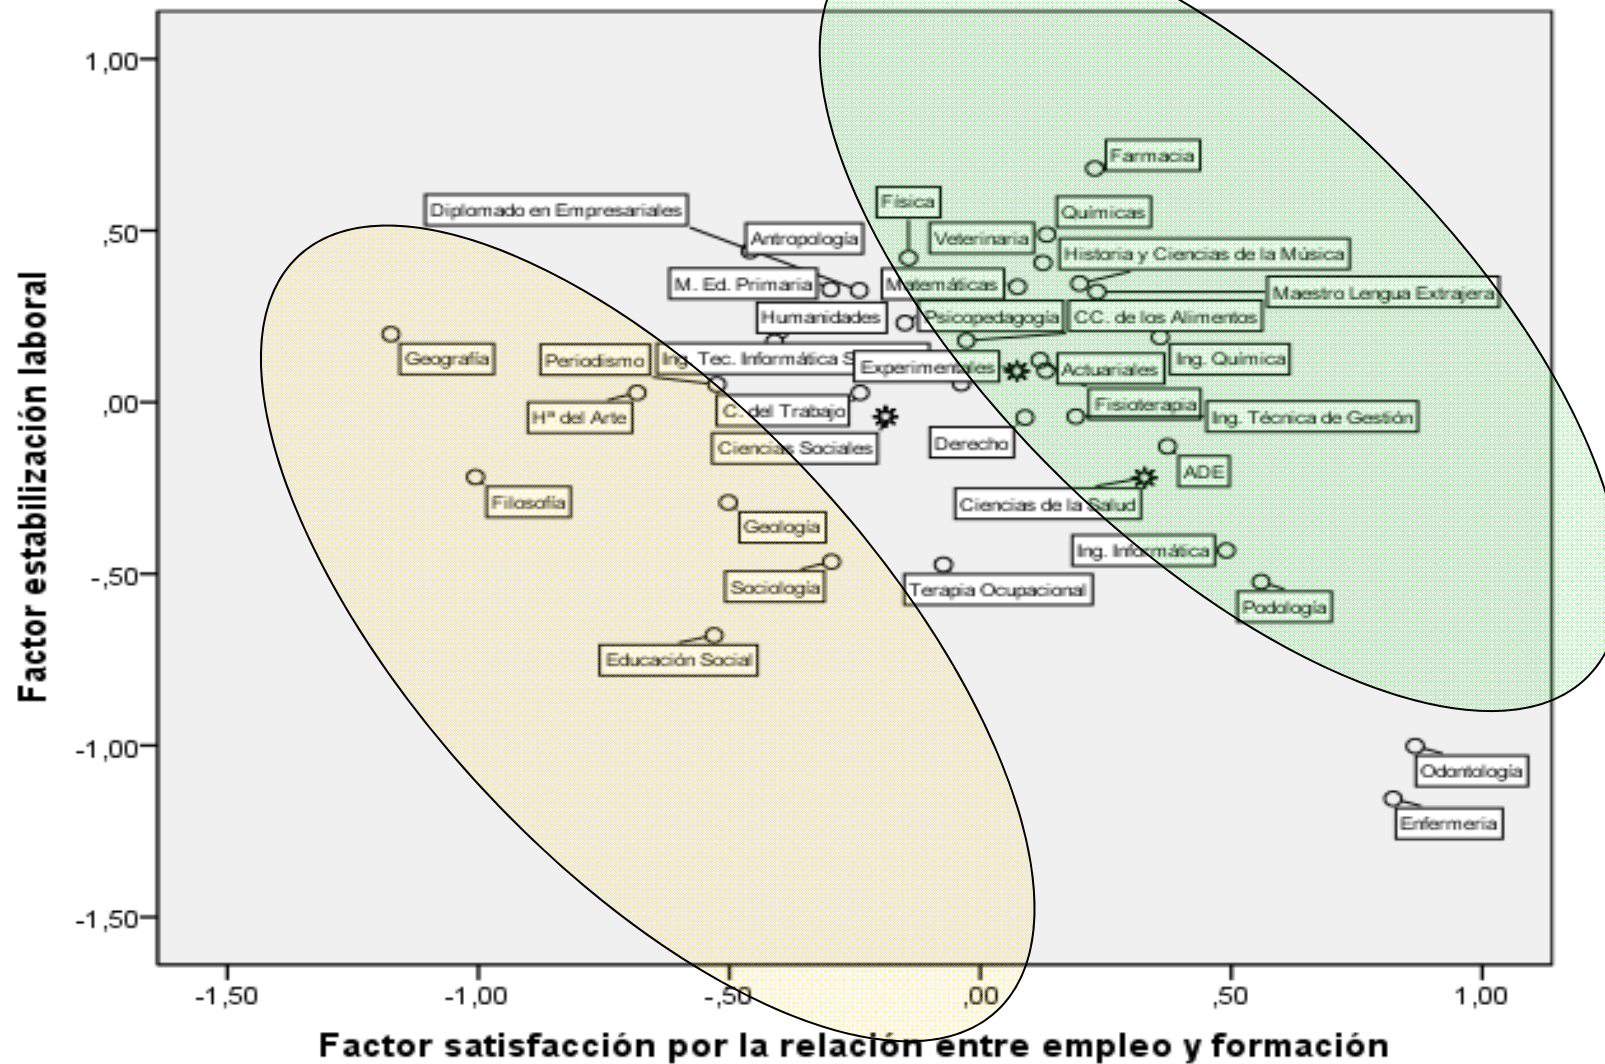 Factor estabilización laboral
1,00
,50
,00
-,50
-1,00
-1,50
Farmacia
Física
Químicas
Diplomado en Empresariales
Antropología
Veterinaria
Historia y Ciencias de la Música
M. Ed. Primaria
Matemáticas
Maestro Lengua Extrajera
Humanidades
Psicopedagogía
CC. de los Alimentos
Geografía
Periodismo
Ing. Tec. Informática S
Experimentales
Actuariales
Ing. Química
Hª del Arte
C. del Trabajo
Fisioterapia
Ing. Técnica de Gestión
Ciencias Sociales
Derecho
ADE
Filosofía
Ciencias de la Salud
Geología
Ing. Informática
Sociología
Terapia Ocupacional
Podología
Educación Social
Odontología
Enfermeria
-1,50
-1,00
-,50
,00
,50
1,00
Factor satisfacción por la relación entre empleo y formación